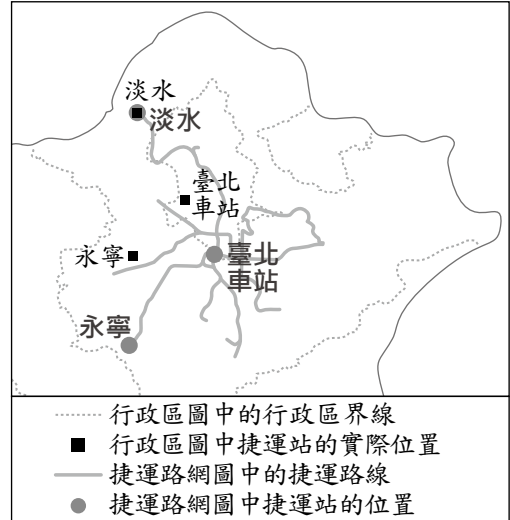 淡水
淡水
臺北
車站
臺北
車站
永寧
永寧
行政區圖中的行政區界線
行政區圖中捷運站的實際位置
捷運路網圖中的捷運路線
捷運路網圖中捷運站的位置